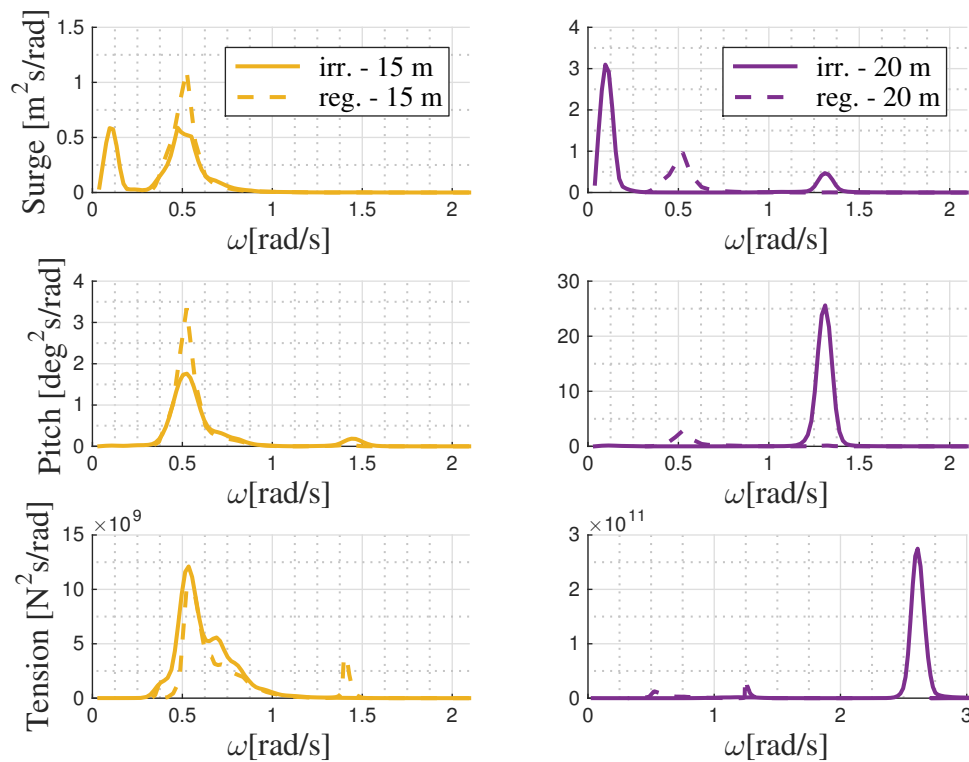 Surge [m²s/rad]
1.5
1
0.5
0
irr. - 15 m
reg. - 15 m
0 0.5 1 1.5 2
ω[rad/s]
4
3
2
1
0
irr. - 20 m
reg. - 20 m
0 0.5 1 1.5 2
ω[rad/s]
Pitch [deg²s/rad]
4
3
2
1
0
0 0.5 1 1.5 2
ω[rad/s]
30
20
10
0
0 0.5 1 1.5 2
ω[rad/s]
Tension [N²s/rad]
×10⁹
15
10
5
0
0 0.5 1 1.5 2
ω[rad/s]
×10¹¹
3
2
1
0
0 1 2 3
ω[rad/s]